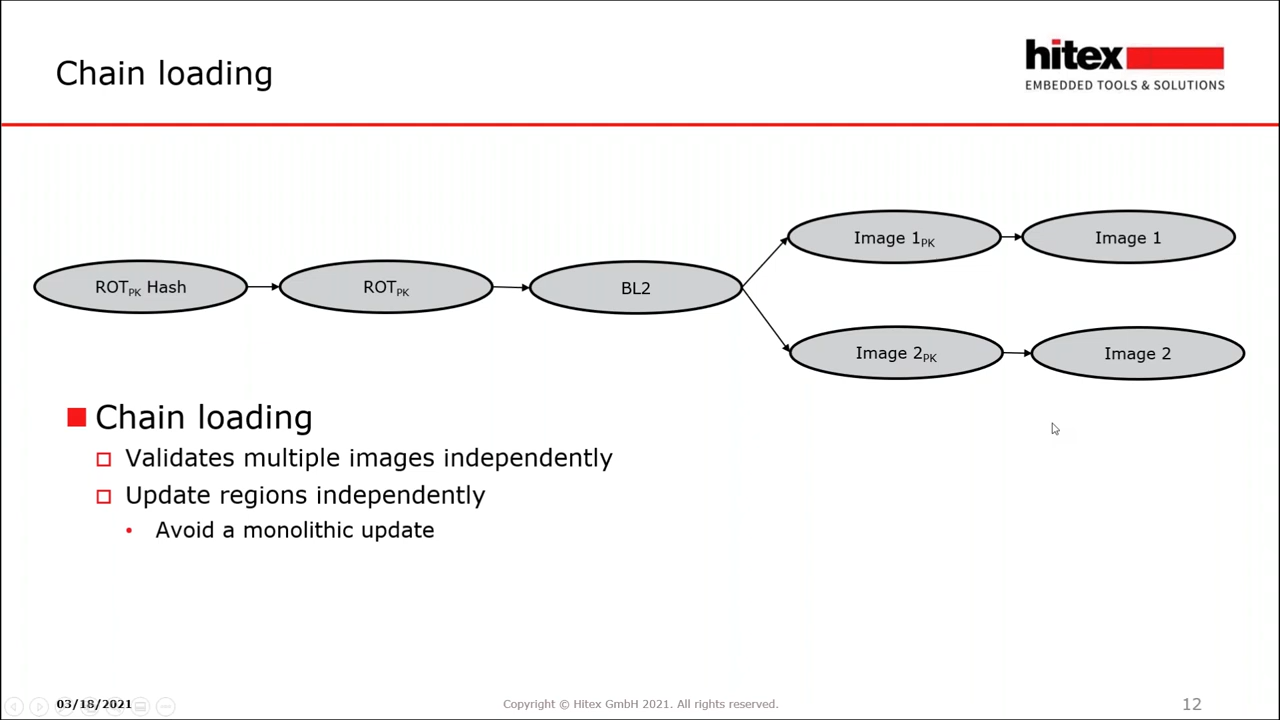 Chain loading
hitex
EMBEDDED TOOLS & SOLUTIONS
ROTPK Hash
ROTPK
BL2
Image 1PK
Image 1
Image 2PK
Image 2
Chain loading
Validates multiple images independently
Update regions independently
Avoid a monolithic update
03/18/2021
Copyright © Hitex GmbH 2021. All rights reserved.
12